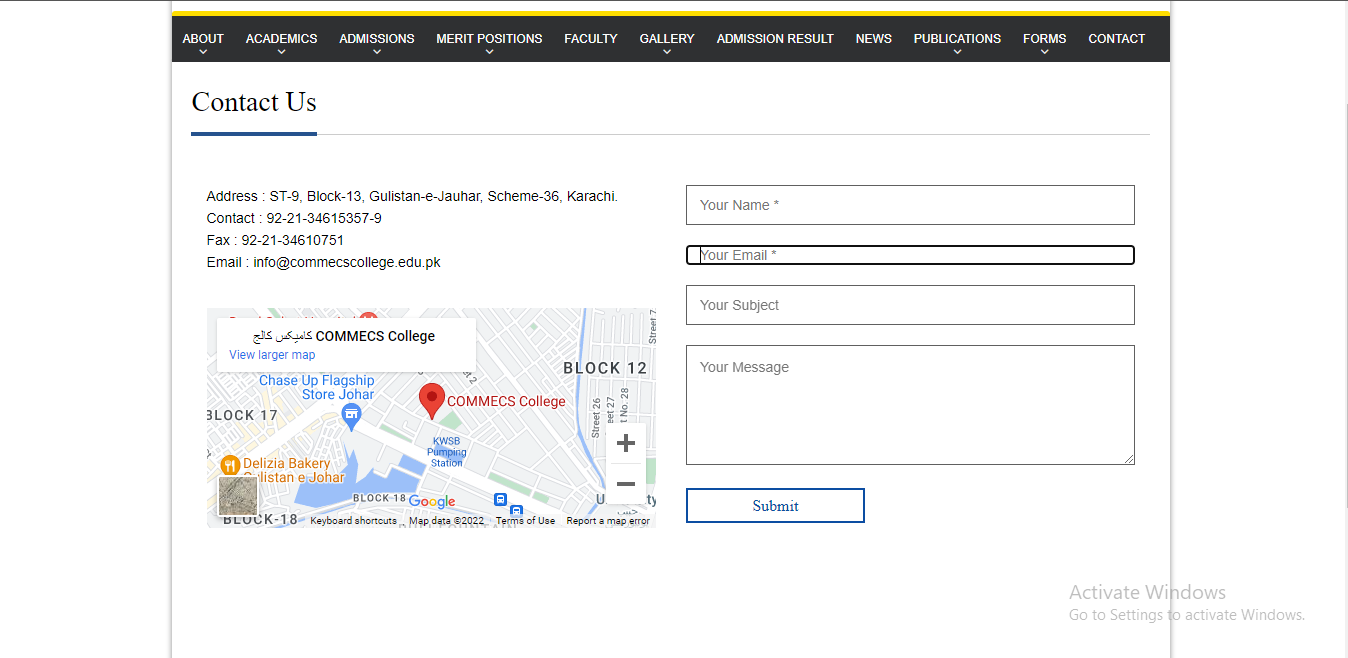 ABOUT ACADEMICS ADMISSIONS MERIT POSITIONS FACULTY GALLERY ADMISSION RESULT NEWS PUBLICATIONS FORMS CONTACT
Contact Us
Address : ST-9, Block-13, Gulistan-e-Jauhar, Scheme-36, Karachi.
Contact : 92-21-34615357-9
Fax : 92-21-34610751
Email : info@commecscollege.edu.pk
COMMECS College کامیکس کالج
View larger map
Chase Up Flagship
Store Johar
BLOCK 17
BLOCK 12
Street 7
COMMECS College
Street 26
No. 28
KWSB
Pumping
Station
Delizia Bakery
Gulistan e Johar
BLOCK 18
Google
BLOCK-18
Keyboard shortcuts
Map data ©2022
Terms of Use
Report a map error
Your Name *
Your Email *
Your Subject
Your Message
Submit
Activate Windows
Go to Settings to activate Windows.